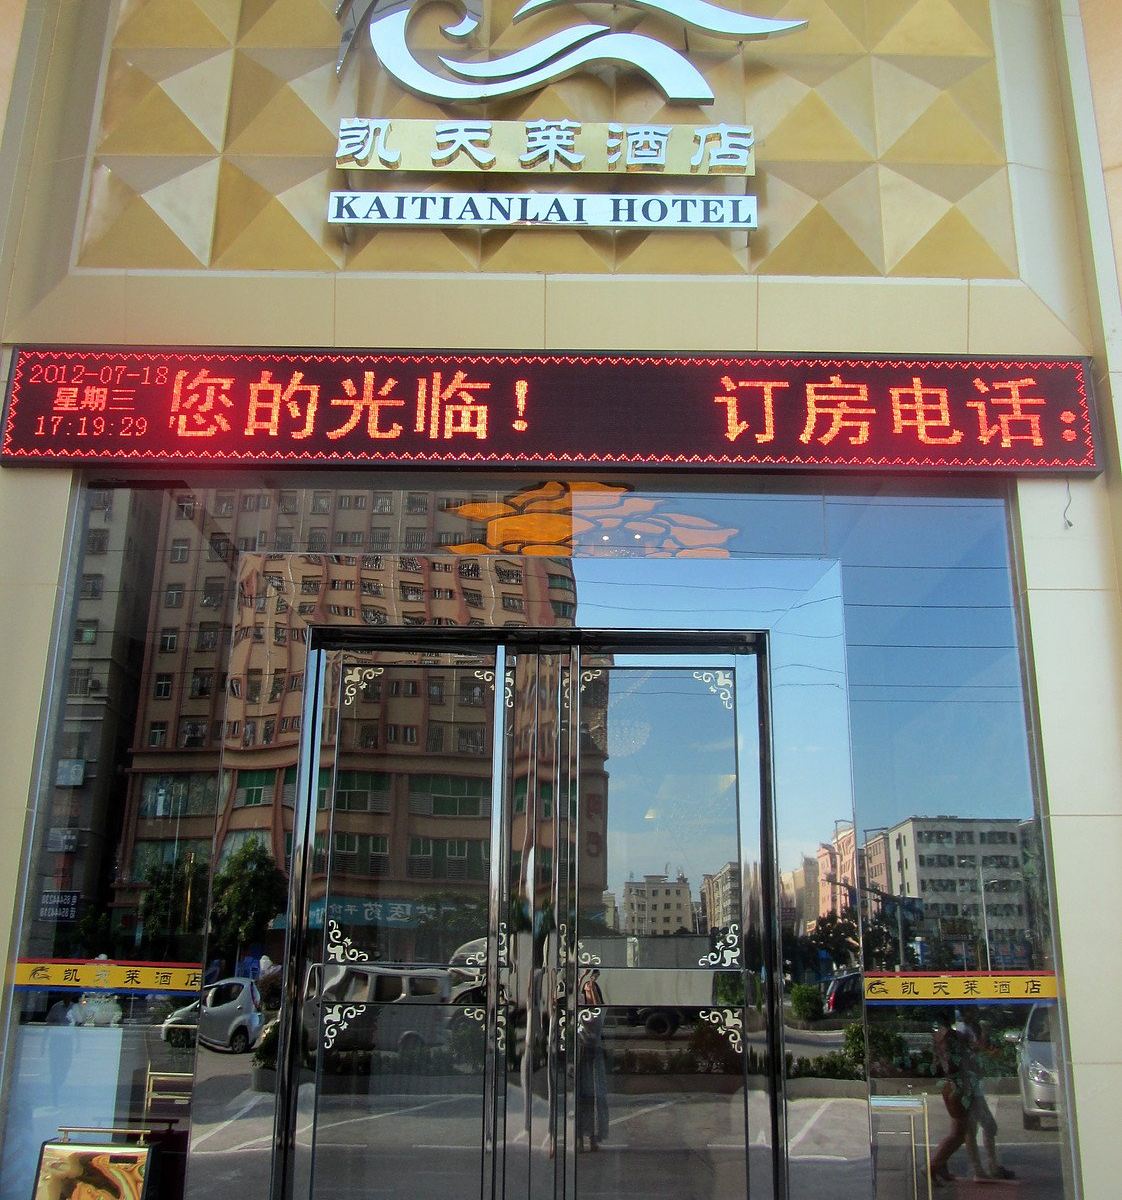 凯天莱酒店
KAITIANLAI HOTEL
2012-07-18
星期三
17:19:29
您的光临！ 订房电话：
凯天莱酒店
凯天莱酒店